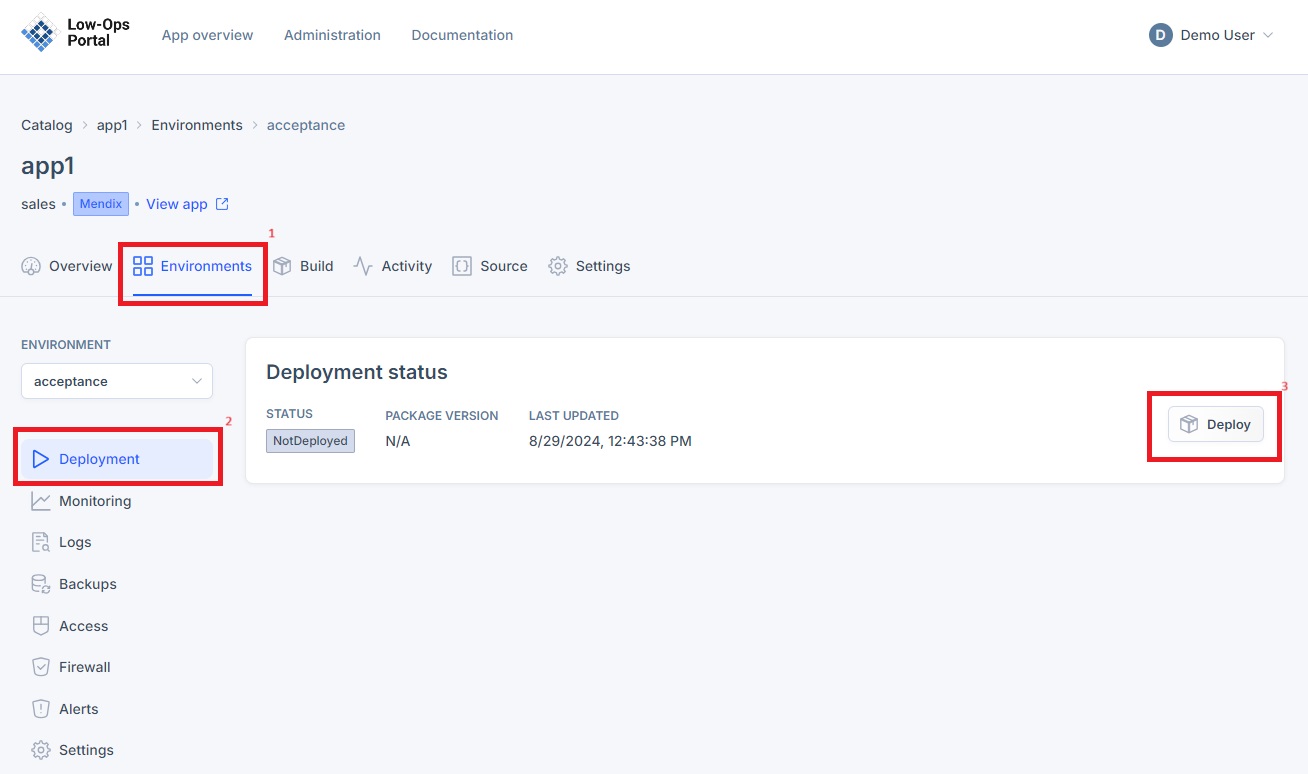 Low-Ops
Portal
App overview Administration Documentation
D Demo User
Catalog > app1 > Environments > acceptance
app1
sales • Mendix • View app
1
Overview Environments Build Activity Source Settings
ENVIRONMENT
acceptance
Deployment status
3
STATUS PACKAGE VERSION LAST UPDATED
NotDeployed N/A 8/29/2024, 12:43:38 PM
Deploy
2
Deployment
Monitoring
Logs
Backups
Access
Firewall
Alerts
Settings